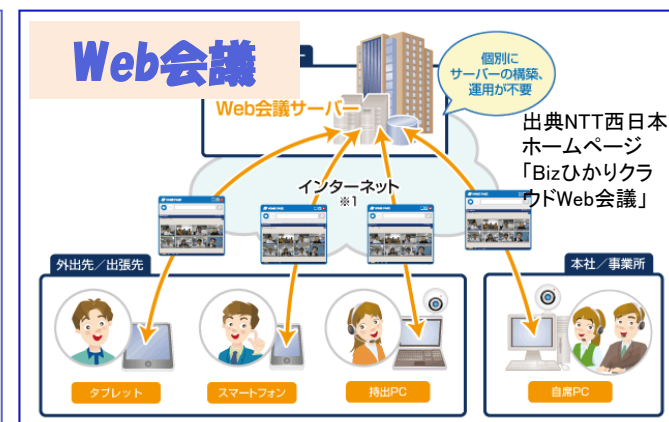 Web会議
Web会議サーバー
個別に
サーバーの構築、
運用が不要
出典NTT西日本
ホームページ
「Bizひかりクラ
ウドWeb会議」
インターネット
※1
外出先／出張先
本社／事業所
タブレット
スマートフォン
持出PC
自席PC